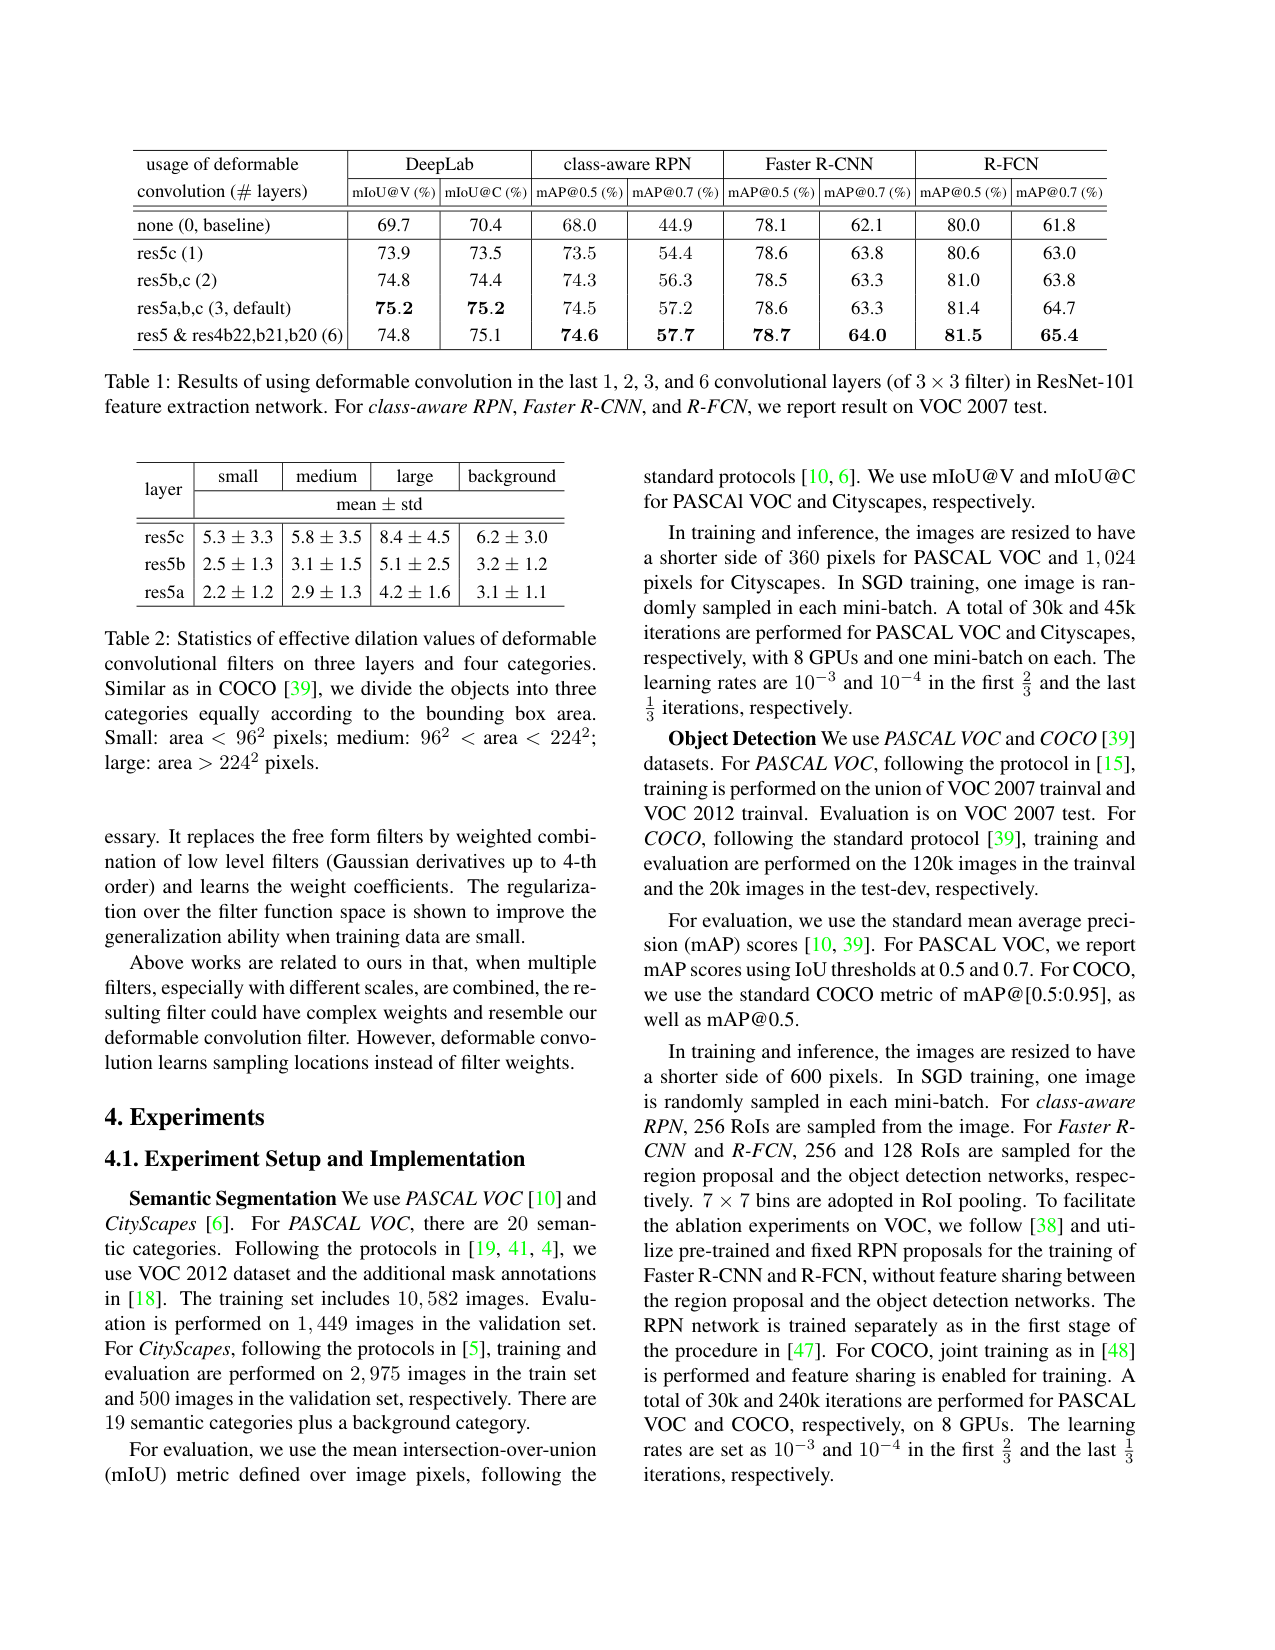 usage of deformable DeepLab class-aware RPN Faster R-CNN R-FCN
convolution (# layers) mIoU@V (%) mIoU@C (%) mAP@0.5 (%) mAP@0.7 (%) mAP@0.5 (%) mAP@0.7 (%) mAP@0.5 (%) mAP@0.7 (%)
none (0, baseline) 69.7 70.4 68.0 44.9 78.1 62.1 80.0 61.8
res5c (1) 73.9 73.5 73.5 54.4 78.6 63.8 80.6 63.0
res5b,c (2) 74.8 74.4 74.3 56.3 78.5 63.3 81.0 63.8
res5a,b,c (3, default) 75.2 75.2 74.5 57.2 78.6 63.3 81.4 64.7
res5 & res4b22,b21,b20 (6) 74.8 75.1 74.6 57.7 78.7 64.0 81.5 65.4
Table 1: Results of using deformable convolution in the last 1, 2, 3, and 6 convolutional layers (of 3 × 3 filter) in ResNet-101
feature extraction network. For class-aware RPN, Faster R-CNN, and R-FCN, we report result on VOC 2007 test.
layer small medium large background
mean ± std
res5c 5.3 ± 3.3 5.8 ± 3.5 8.4 ± 4.5 6.2 ± 3.0
res5b 2.5 ± 1.3 3.1 ± 1.5 5.1 ± 2.5 3.2 ± 1.2
res5a 2.2 ± 1.2 2.9 ± 1.3 4.2 ± 1.6 3.1 ± 1.1
Table 2: Statistics of effective dilation values of deformable
convolutional filters on three layers and four categories.
Similar as in COCO [39], we divide the objects into three
categories equally according to the bounding box area.
Small: area < 96² pixels; medium: 96² < area < 224²;
large: area > 224² pixels.
essary. It replaces the free form filters by weighted combi-
nation of low level filters (Gaussian derivatives up to 4-th
order) and learns the weight coefficients. The regulariza-
tion over the filter function space is shown to improve the
generalization ability when training data are small.
Above works are related to ours in that, when multiple
filters, especially with different scales, are combined, the re-
sulting filter could have complex weights and resemble our
deformable convolution filter. However, deformable convo-
lution learns sampling locations instead of filter weights.
4. Experiments
4.1. Experiment Setup and Implementation
Semantic Segmentation We use PASCAL VOC [10] and
CityScapes [6]. For PASCAL VOC, there are 20 seman-
tic categories. Following the protocols in [19, 41, 4], we
use VOC 2012 dataset and the additional mask annotations
in [18]. The training set includes 10, 582 images. Evalu-
ation is performed on 1, 449 images in the validation set.
For CityScapes, following the protocols in [5], training and
evaluation are performed on 2, 975 images in the train set
and 500 images in the validation set, respectively. There are
19 semantic categories plus a background category.
For evaluation, we use the mean intersection-over-union
(mIoU) metric defined over image pixels, following the
standard protocols [10, 6]. We use mIoU@V and mIoU@C
for PASCAl VOC and Cityscapes, respectively.
In training and inference, the images are resized to have
a shorter side of 360 pixels for PASCAL VOC and 1, 024
pixels for Cityscapes. In SGD training, one image is ran-
domly sampled in each mini-batch. A total of 30k and 45k
iterations are performed for PASCAL VOC and Cityscapes,
respectively, with 8 GPUs and one mini-batch on each. The
learning rates are 10⁻³ and 10⁻⁴ in the first 2/3 and the last
1/3 iterations, respectively.
Object Detection We use PASCAL VOC and COCO [39]
datasets. For PASCAL VOC, following the protocol in [15],
training is performed on the union of VOC 2007 trainval and
VOC 2012 trainval. Evaluation is on VOC 2007 test. For
COCO, following the standard protocol [39], training and
evaluation are performed on the 120k images in the trainval
and the 20k images in the test-dev, respectively.
For evaluation, we use the standard mean average preci-
sion (mAP) scores [10, 39]. For PASCAL VOC, we report
mAP scores using IoU thresholds at 0.5 and 0.7. For COCO,
we use the standard COCO metric of mAP@[0.5:0.95], as
well as mAP@0.5.
In training and inference, the images are resized to have
a shorter side of 600 pixels. In SGD training, one image
is randomly sampled in each mini-batch. For class-aware
RPN, 256 RoIs are sampled from the image. For Faster R-
CNN and R-FCN, 256 and 128 RoIs are sampled for the
region proposal and the object detection networks, respec-
tively. 7 × 7 bins are adopted in RoI pooling. To facilitate
the ablation experiments on VOC, we follow [38] and uti-
lize pre-trained and fixed RPN proposals for the training of
Faster R-CNN and R-FCN, without feature sharing between
the region proposal and the object detection networks. The
RPN network is trained separately as in the first stage of
the procedure in [47]. For COCO, joint training as in [48]
is performed and feature sharing is enabled for training. A
total of 30k and 240k iterations are performed for PASCAL
VOC and COCO, respectively, on 8 GPUs. The learning
rates are set as 10⁻³ and 10⁻⁴ in the first 2/3 and the last 1/3
iterations, respectively.